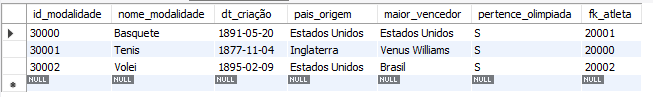 id_modalidade nome_modalidade dt_criação pais_origem maior_vencedor pertence_olimpiada fk_atleta
30000 Basquete 1891-05-20 Estados Unidos Estados Unidos S 20001
30001 Tenis 1877-11-04 Inglaterra Venus Williams S 20000
30002 Volei 1895-02-09 Estados Unidos Brasil S 20002
NULL NULL NULL NULL NULL NULL NULL